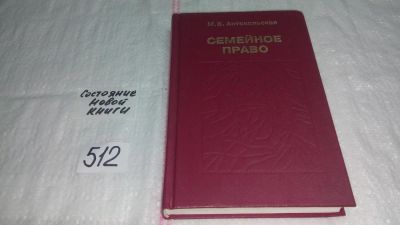 М. В. Антокольская
СЕМЕЙНОЕ
ПРАВО
Состояние
новой
книги
512